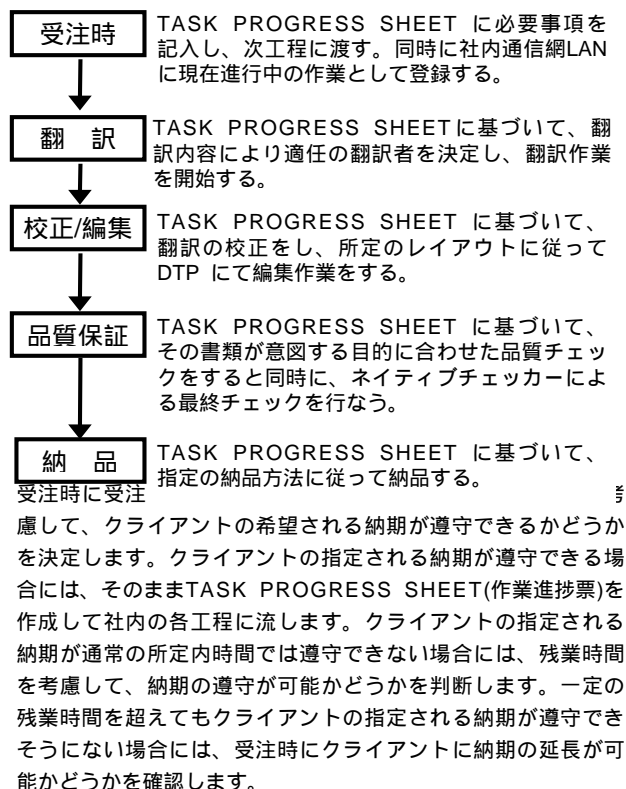 受注時
TASK PROGRESS SHEET に必要事項を
記入し、次工程に渡す。同時に社内通信網LAN
に現在進行中の作業として登録する。
翻 訳
TASK PROGRESS SHEETに基づいて、翻
訳内容により適任の翻訳者を決定し、翻訳作業
を開始する。
校正/編集
TASK PROGRESS SHEET に基づいて、
翻訳の校正をし、所定のレイアウトに従って
DTP にて編集作業をする。
品質保証
TASK PROGRESS SHEET に基づいて、
その書類が意図する目的に合わせた品質チェッ
クをすると同時に、ネイティブチェッカーによ
る最終チェックを行なう。
納 品
TASK PROGRESS SHEET に基づいて、
指定の納品方法に従って納品する。
受注時に受注
慮して、クライアントの希望される納期が遵守できるかどうか
を決定します。クライアントの指定される納期が遵守できる場
合には、そのままTASK PROGRESS SHEET(作業進捗票)を
作成して社内の各工程に流します。クライアントの指定される
納期が通常の所定内時間では遵守できない場合には、残業時間
を考慮して、納期の遵守が可能かどうかを判断します。一定の
残業時間を超えてもクライアントの指定される納期が遵守でき
そうにない場合には、受注時にクライアントに納期の延長が可
能かどうかを確認します。